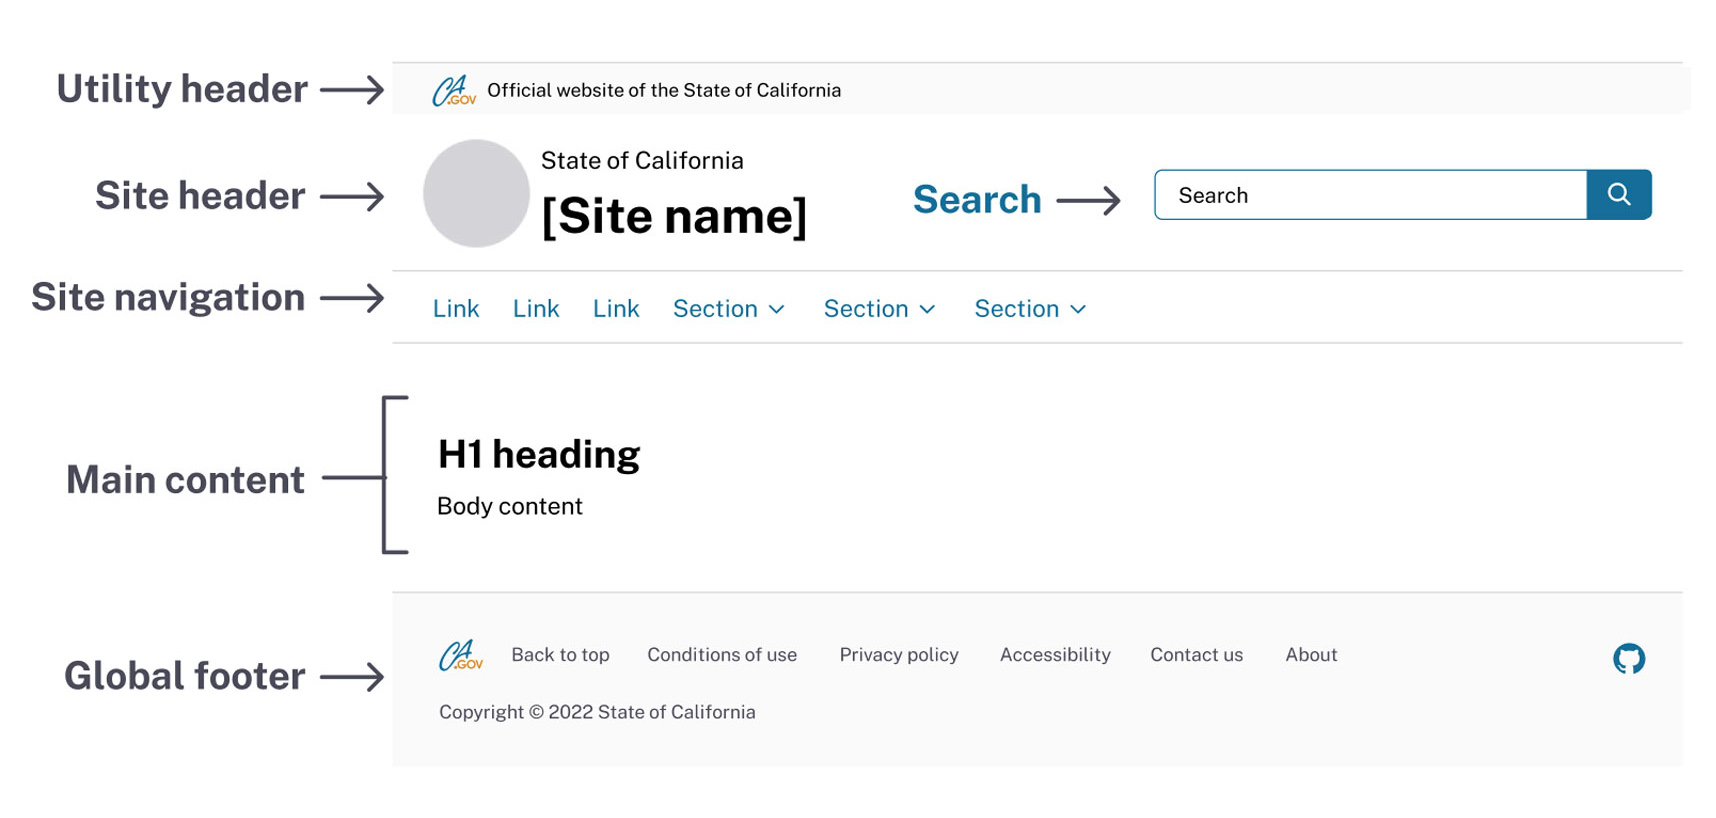 Utility header
CA.GOV Official website of the State of California
Site header
State of California
[Site name]
Search
Search
Site navigation
Link Link Link Section Section Section
Main content
H1 heading
Body content
Global footer
CA.GOV Back to top Conditions of use Privacy policy Accessibility Contact us About
Copyright © 2022 State of California